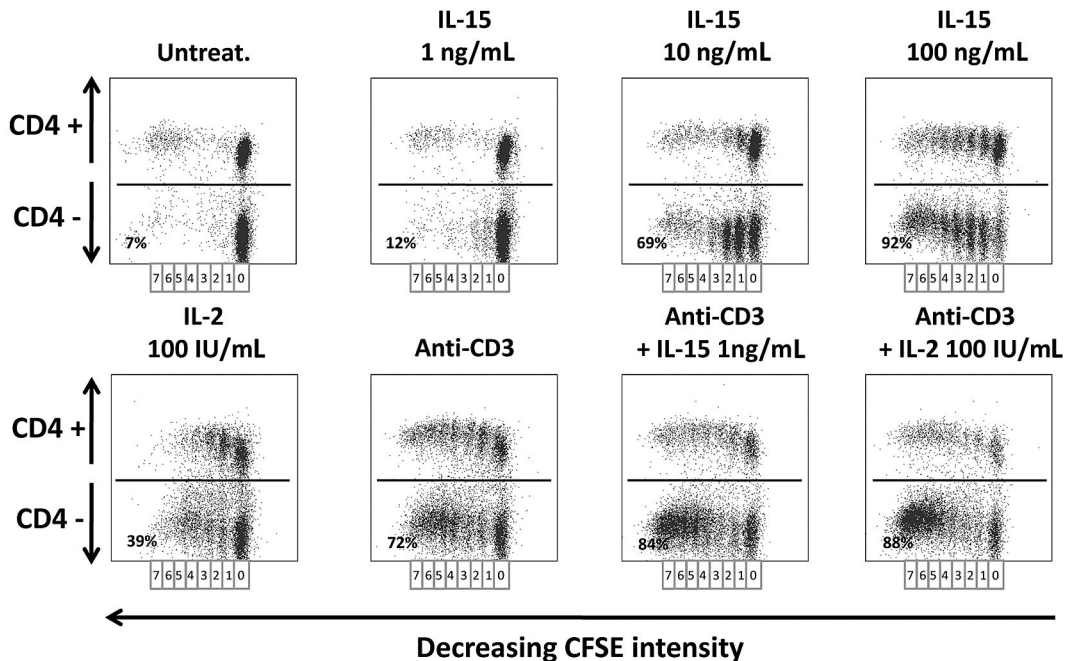 IL-15 IL-15 IL-15
Untreat. 1 ng/mL 10 ng/mL 100 ng/mL
CD4 +
CD4 -
7% 12% 69% 92%
7 6 5 4 3 2 1 0 7 6 5 4 3 2 1 0 7 6 5 4 3 2 1 0 7 6 5 4 3 2 1 0
IL-2 Anti-CD3 Anti-CD3
100 IU/mL Anti-CD3 + IL-15 1ng/mL + IL-2 100 IU/mL
CD4 +
CD4 -
39% 72% 84% 88%
7 6 5 4 3 2 1 0 7 6 5 4 3 2 1 0 7 6 5 4 3 2 1 0 7 6 5 4 3 2 1 0
Decreasing CFSE intensity